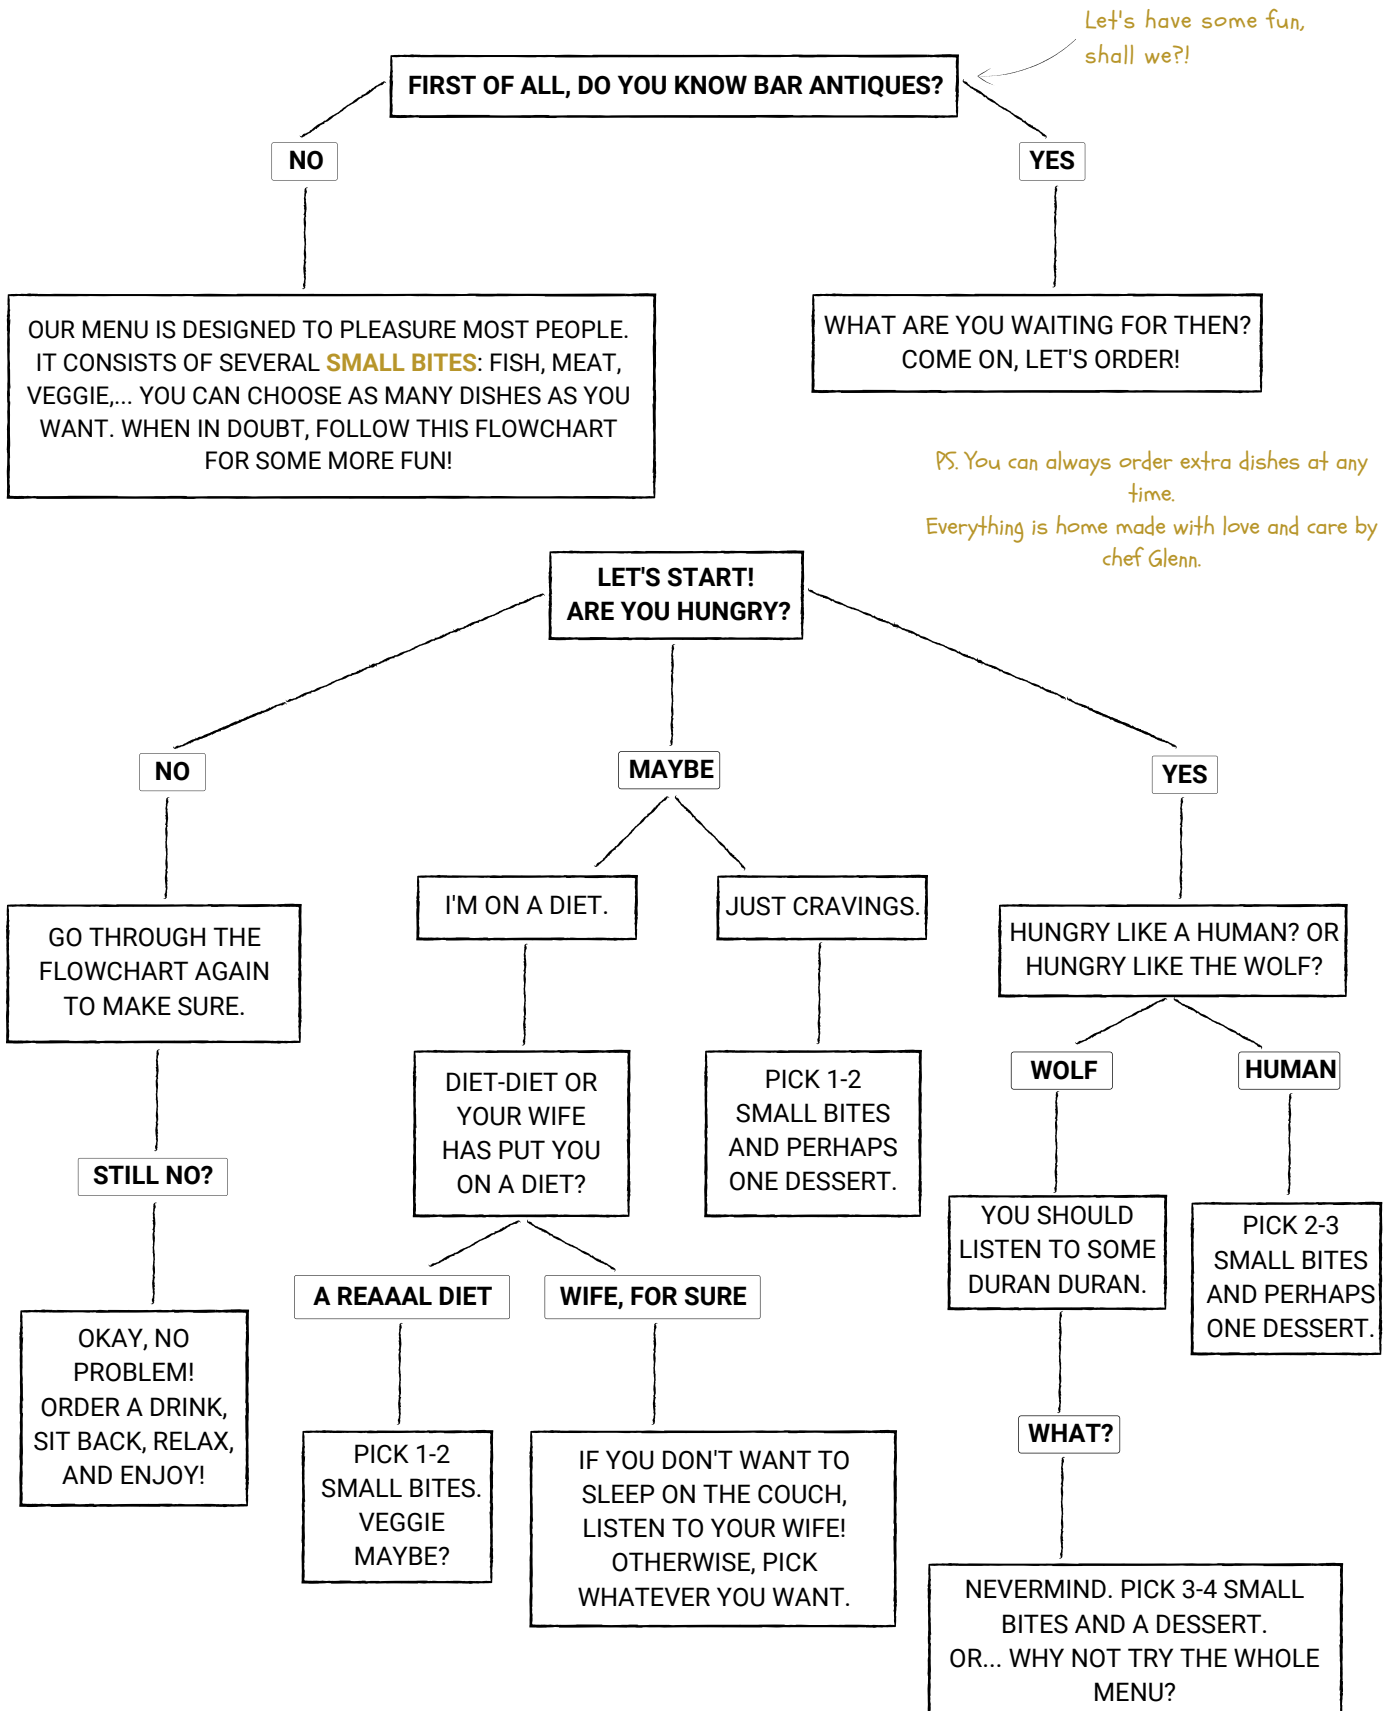 Let's have some fun,
shall we?!
FIRST OF ALL, DO YOU KNOW BAR ANTIQUES?
NO
YES
OUR MENU IS DESIGNED TO PLEASURE MOST PEOPLE.
IT CONSISTS OF SEVERAL SMALL BITES: FISH, MEAT,
VEGGIE,... YOU CAN CHOOSE AS MANY DISHES AS YOU
WANT. WHEN IN DOUBT, FOLLOW THIS FLOWCHART
FOR SOME MORE FUN!
WHAT ARE YOU WAITING FOR THEN?
COME ON, LET'S ORDER!
PS. You can always order extra dishes at any
time.
Everything is home made with love and care by
chef Glenn.
LET'S START!
ARE YOU HUNGRY?
NO
MAYBE
YES
GO THROUGH THE
FLOWCHART AGAIN
TO MAKE SURE.
STILL NO?
OKAY, NO
PROBLEM!
ORDER A DRINK,
SIT BACK, RELAX,
AND ENJOY!
I'M ON A DIET.
JUST CRAVINGS.
DIET-DIET OR
YOUR WIFE
HAS PUT YOU
ON A DIET?
PICK 1-2
SMALL BITES
AND PERHAPS
ONE DESSERT.
A REAAAL DIET
WIFE, FOR SURE
PICK 1-2
SMALL BITES.
VEGGIE
MAYBE?
IF YOU DON'T WANT TO
SLEEP ON THE COUCH,
LISTEN TO YOUR WIFE!
OTHERWISE, PICK
WHATEVER YOU WANT.
HUNGRY LIKE A HUMAN? OR
HUNGRY LIKE THE WOLF?
WOLF
HUMAN
YOU SHOULD
LISTEN TO SOME
DURAN DURAN.
PICK 2-3
SMALL BITES
AND PERHAPS
ONE DESSERT.
WHAT?
NEVERMIND. PICK 3-4 SMALL
BITES AND A DESSERT.
OR... WHY NOT TRY THE WHOLE
MENU?